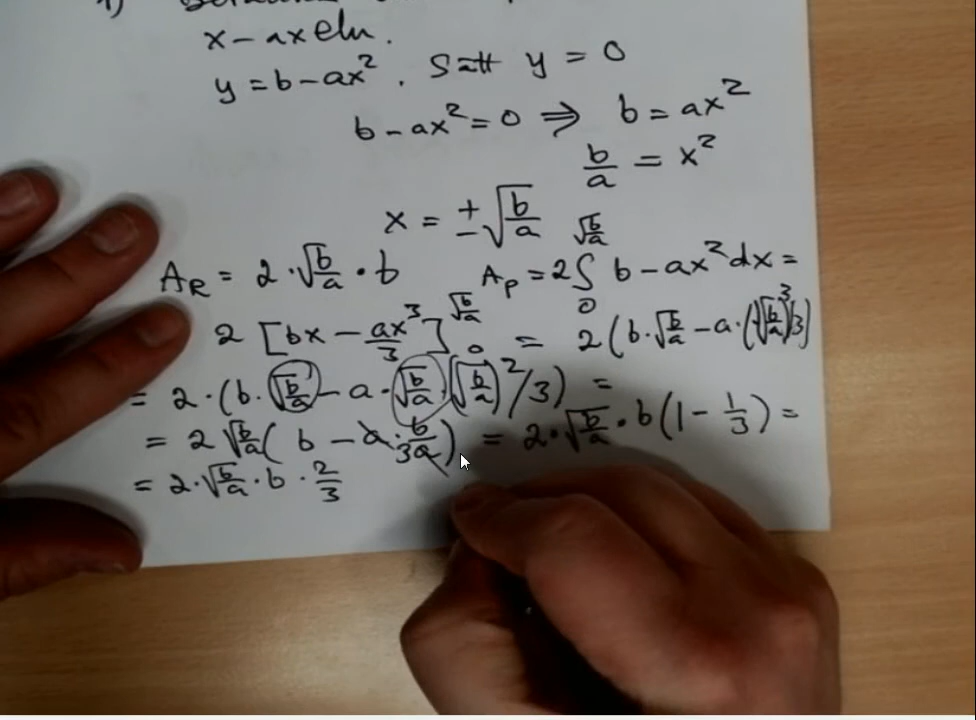 1)
x-axeln.
y = b - ax². Sätt y = 0
b - ax² = 0 ⇒ b = ax²
b/a = x²
x = ±√(b/a)
A_R = 2·√(b/a)·b A_P = 2∫₀^√(b/a) b - ax² dx =
2 [bx - ax³/3]₀^√(b/a) = 2(b·√(b/a) - a·(√(b/a))³/3)
= 2·(b·√(b/a) - a·√(b/a)(√(b/a))²/3) =
= 2√(b/a)( b - a·b/3a) = 2·√(b/a)·b(1 - 1/3) =
= 2·√(b/a)·b·2/3